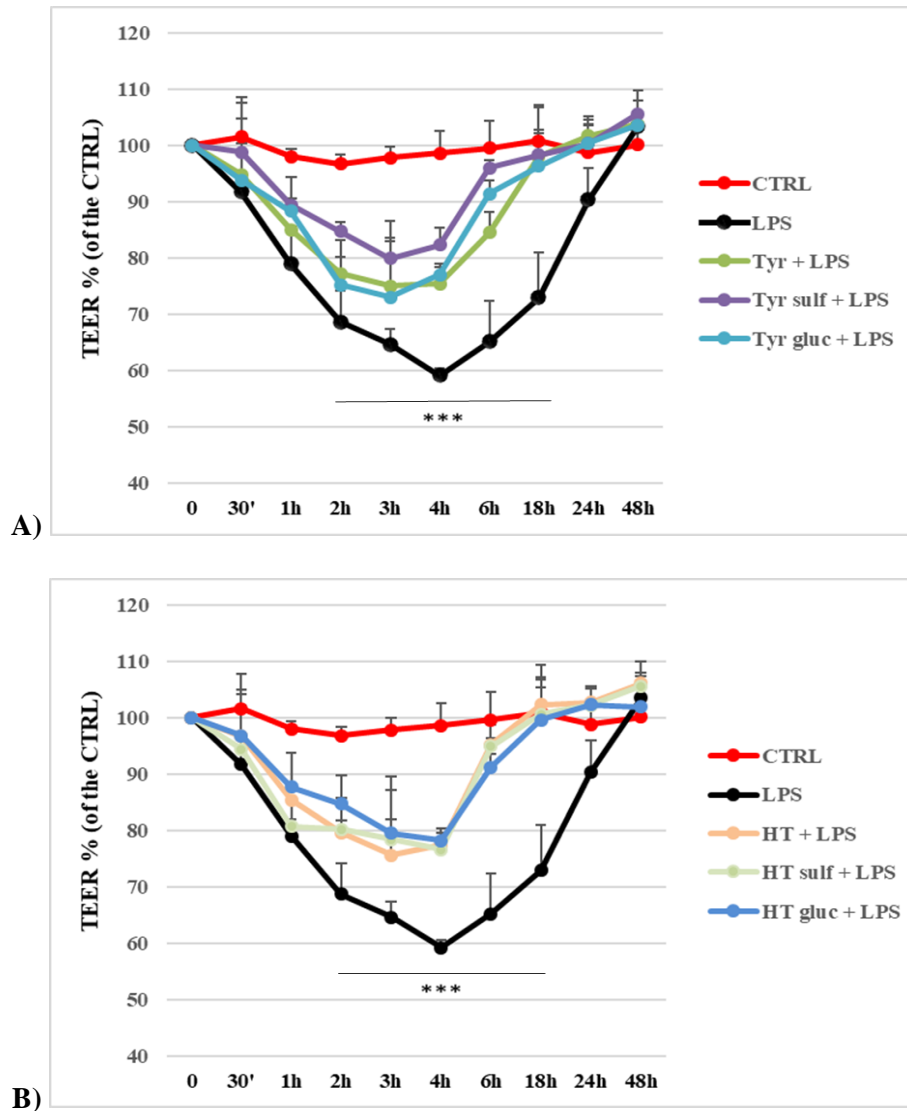 120
110
100
90
80
70
60
50
40
TEER % (of the CTRL)
0 30' 1h 2h 3h 4h 6h 18h 24h 48h
***
CTRL
LPS
Tyr + LPS
Tyr sulf + LPS
Tyr gluc + LPS
A)
120
110
100
90
80
70
60
50
40
TEER % (of the CTRL)
0 30' 1h 2h 3h 4h 6h 18h 24h 48h
***
CTRL
LPS
HT + LPS
HT sulf + LPS
HT gluc + LPS
B)